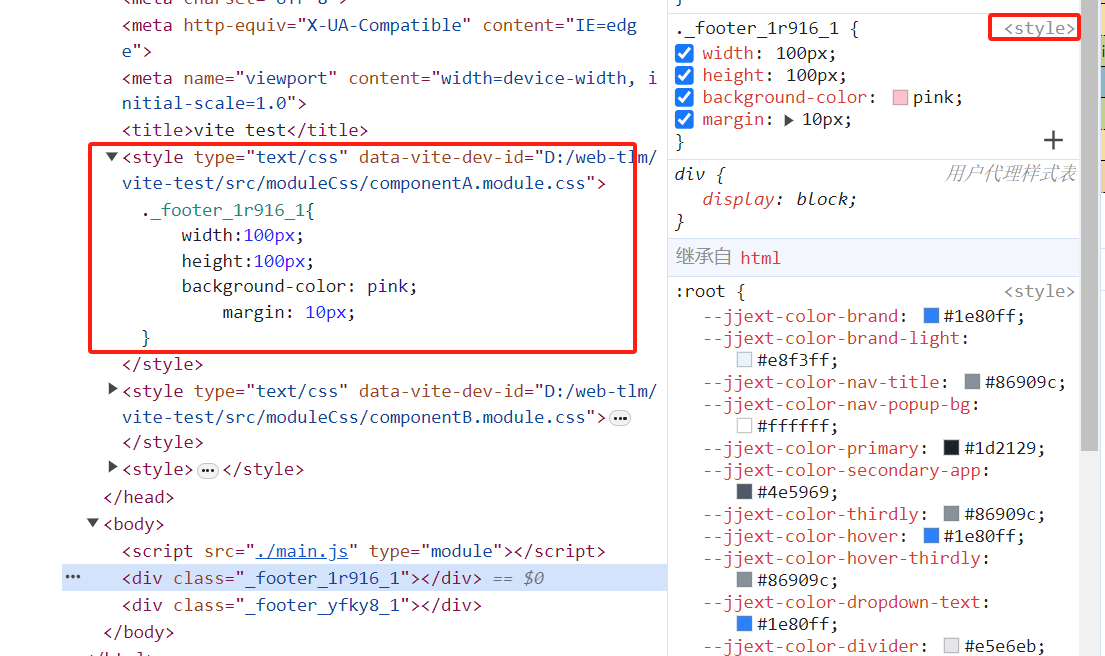 <meta http-equiv="X-UA-Compatible" content="IE=edg
e">
<meta name="viewport" content="width=device-width, i
nitial-scale=1.0">
<title>vite test</title>
<style type="text/css" data-vite-dev-id="D:/web-tlm/
vite-test/src/moduleCss/componentA.module.css">
._footer_1r916_1{
width:100px;
height:100px;
background-color: pink;
margin: 10px;
}
</style>
<style type="text/css" data-vite-dev-id="D:/web-tlm/
vite-test/src/moduleCss/componentB.module.css">…
</style>
<style>…</style>
</head>
<body>
<script src="./main.js" type="module"></script>
… <div class="_footer_1r916_1"></div> == $0
<div class="_footer_yfky8_1"></div>
</body>
}
._footer_1r916_1 { <style>
width: 100px;
height: 100px;
background-color: pink;
margin: 10px;
}
div { 用户代理样式表
display: block;
}
继承自 html
:root { <style>
--jjext-color-brand: #1e80ff;
--jjext-color-brand-light:
#e8f3ff;
--jjext-color-nav-title: #86909c;
--jjext-color-nav-popup-bg:
#ffffff;
--jjext-color-primary: #1d2129;
--jjext-color-secondary-app:
#4e5969;
--jjext-color-thirdly: #86909c;
--jjext-color-hover: #1e80ff;
--jjext-color-hover-thirdly:
#86909c;
--jjext-color-dropdown-text:
#1e80ff;
--jjext-color-divider: #e5e6eb;